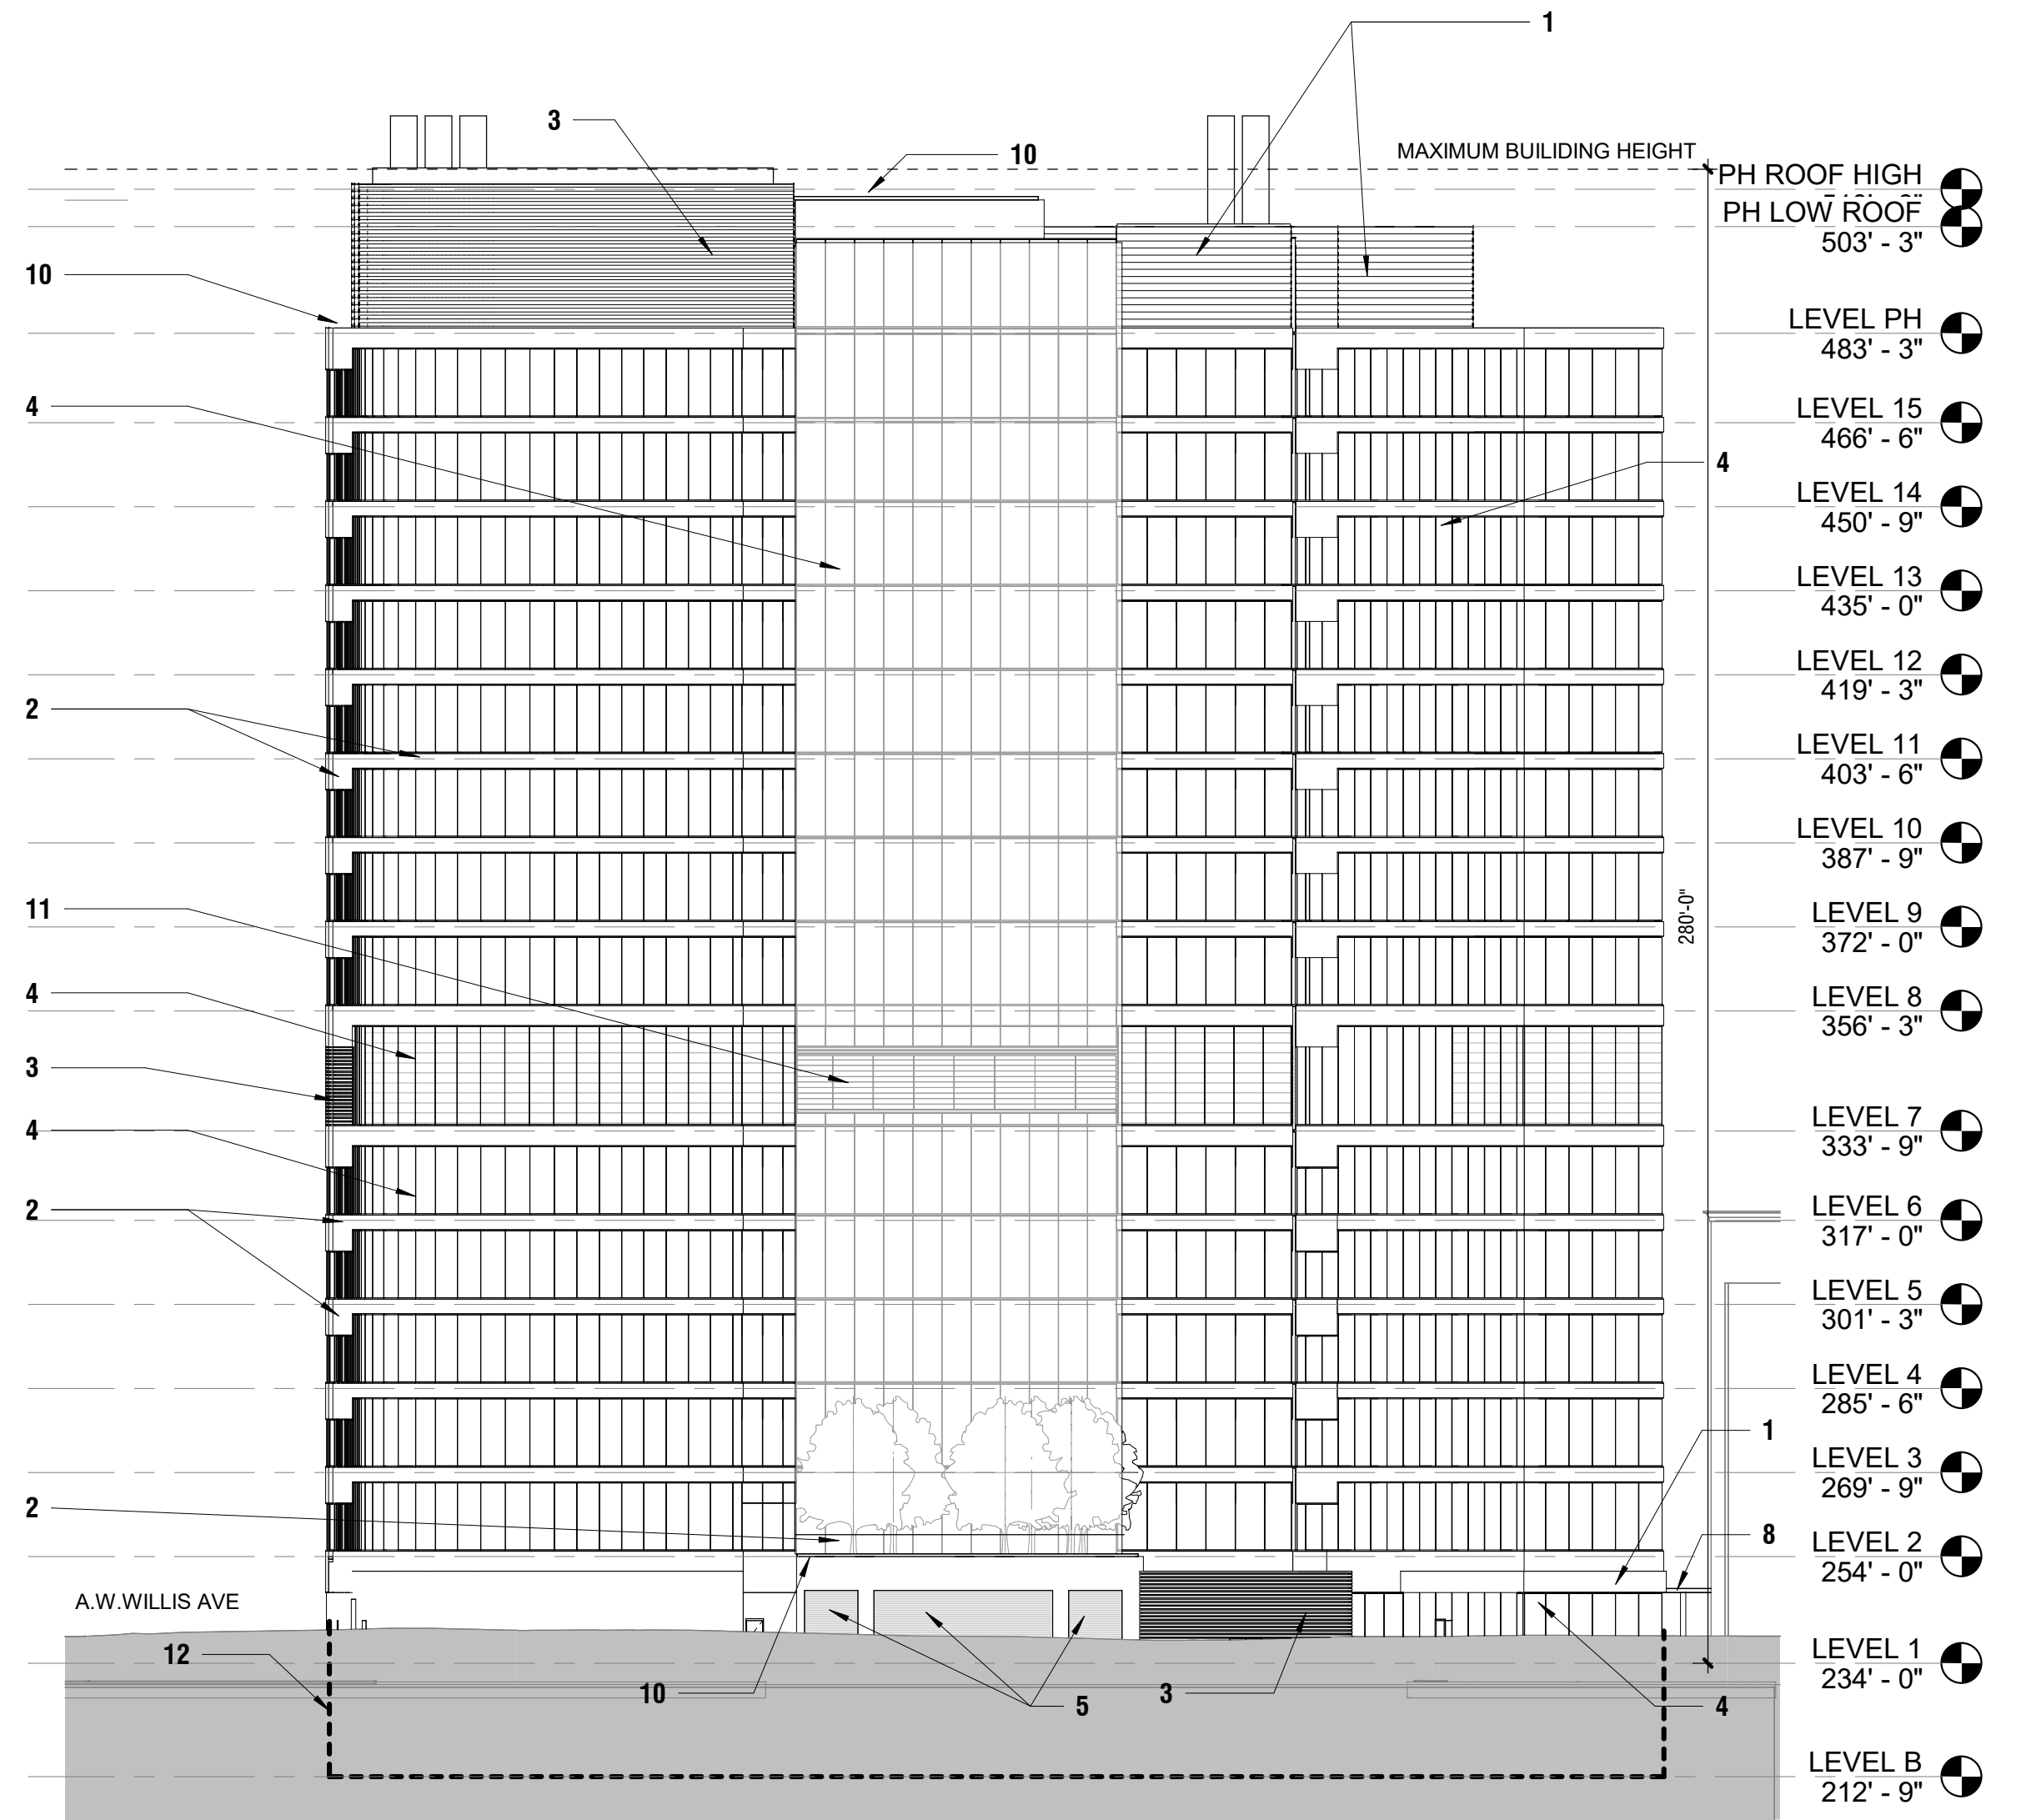 1
3
10
MAXIMUM BUILIDING HEIGHT
PH ROOF HIGH
PH LOW ROOF
503' - 3"
10
LEVEL PH
483' - 3"
4
LEVEL 15
466' - 6"
4
LEVEL 14
450' - 9"
LEVEL 13
435' - 0"
LEVEL 12
419' - 3"
2
LEVEL 11
403' - 6"
LEVEL 10
387' - 9"
11
280'-0"
LEVEL 9
372' - 0"
4
LEVEL 8
356' - 3"
3
4
LEVEL 7
333' - 9"
2
LEVEL 6
317' - 0"
LEVEL 5
301' - 3"
LEVEL 4
285' - 6"
1
LEVEL 3
269' - 9"
2
8
LEVEL 2
254' - 0"
A.W.WILLIS AVE
12
LEVEL 1
234' - 0"
10
5
3
4
LEVEL B
212' - 9"